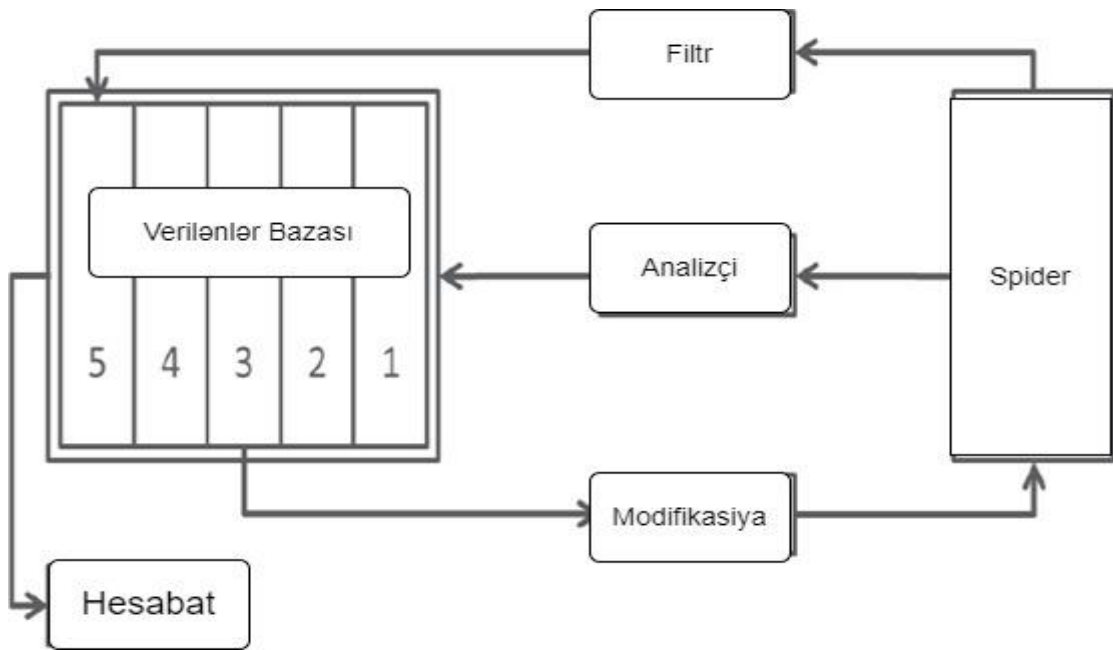 Filtr
Verilənlər Bazası
Analizçi
Spider
5 4 3 2 1
Modifikasiya
Hesabat